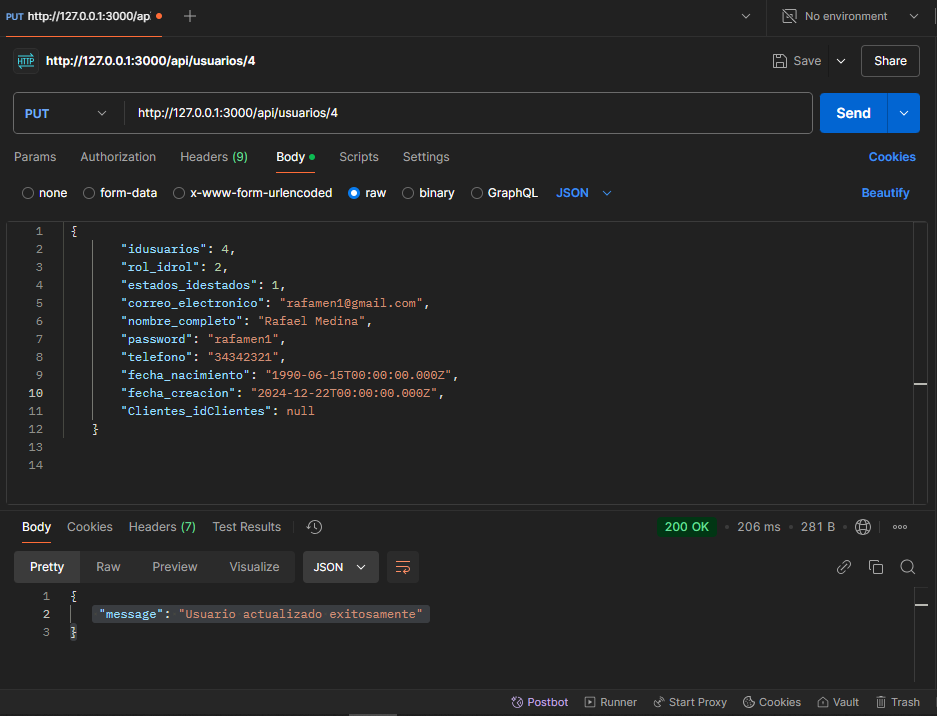 PUT http://127.0.0.1:3000/ap
No environment
HTTP http://127.0.0.1:3000/api/usuarios/4
Save
Share
PUT http://127.0.0.1:3000/api/usuarios/4
Send
Params Authorization Headers (9) Body Scripts Settings Cookies
none form-data x-www-form-urlencoded raw binary GraphQL JSON Beautify
1 {
2 "idusuarios": 4,
3 "rol_idrol": 2,
4 "estados_idestados": 1,
5 "correo_electronico": "rafamen1@gmail.com",
6 "nombre_completo": "Rafael Medina",
7 "password": "rafamen1",
8 "telefono": "34342321",
9 "fecha_nacimiento": "1990-06-15T00:00:00.000Z",
10 "fecha_creacion": "2024-12-22T00:00:00.000Z",
11 "Clientes_idClientes": null
12 }
13
14
Body Cookies Headers (7) Test Results 200 OK • 206 ms • 281 B •
Pretty Raw Preview Visualize JSON
1 {
2 "message": "Usuario actualizado exitosamente"
3 }
Postbot Runner Start Proxy Cookies Vault Trash